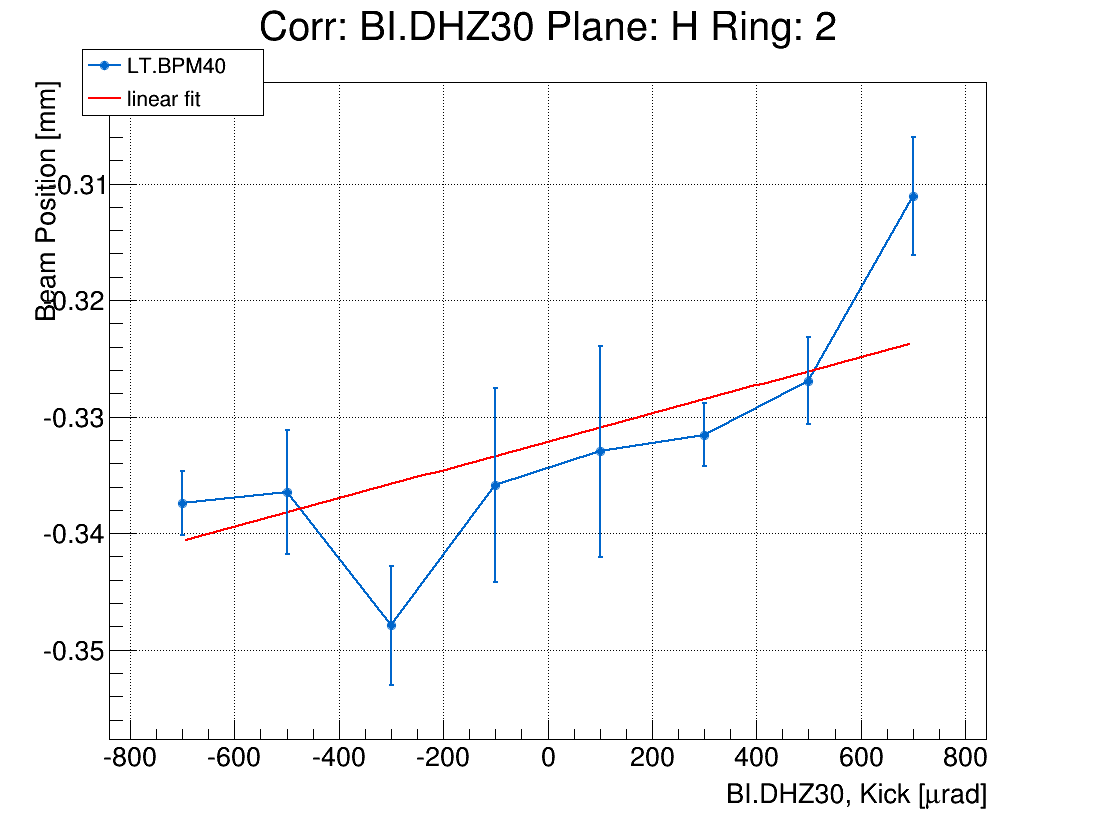 Corr: BI.DHZ30 Plane: H Ring: 2
LT.BPM40
linear fit
Beam Position [mm]
-0.31
-0.32
-0.33
-0.34
-0.35
-800 -600 -400 -200 0 200 400 600 800
BI.DHZ30, Kick [μrad]